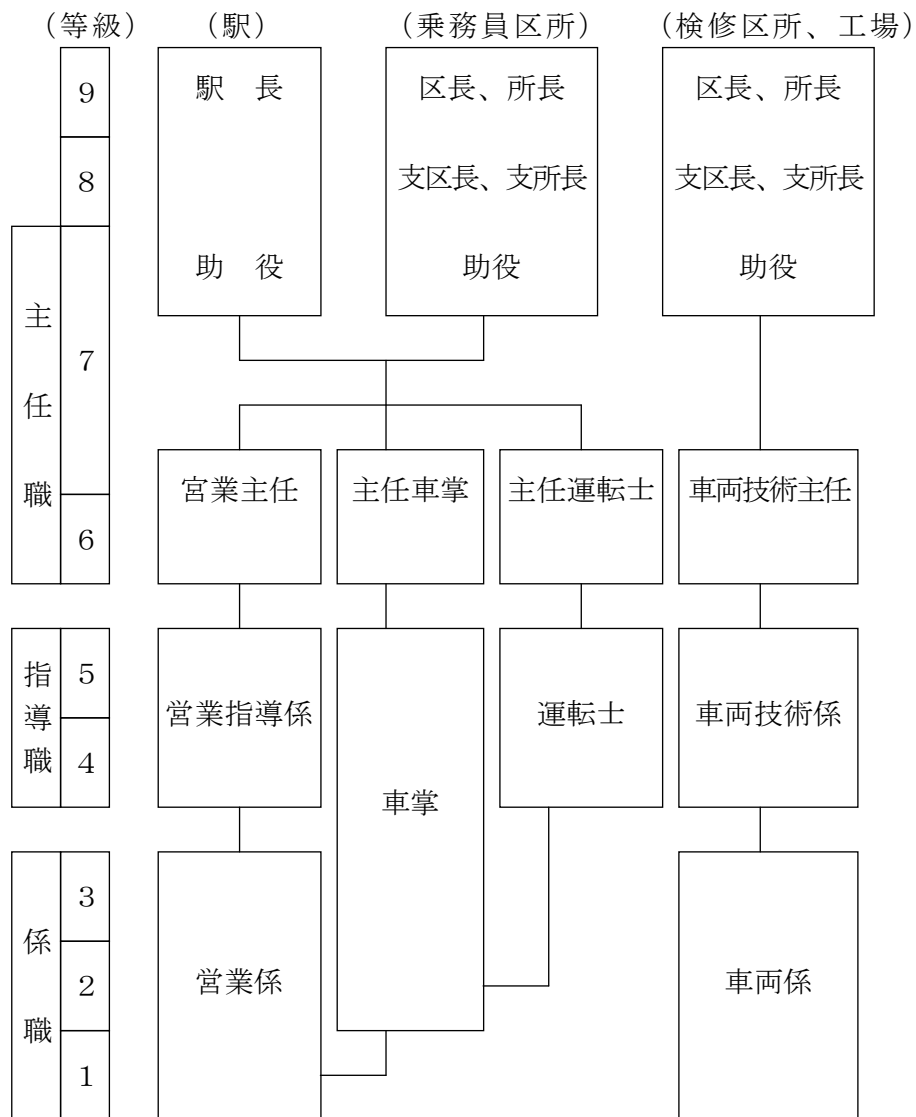 (等級) (駅) (乗務員区所) (検修区所、工場)
9 駅 長 区長、所長 区長、所長
8 支区長、支所長 支区長、支所長
助 役 助役 助役
主任職
7
宮業主任 主任車掌 主任運転士 車両技術主任
6
指導職
5
営業指導係 運転士 車両技術係
4
車掌
係職
3
2 営業係 車両係
1